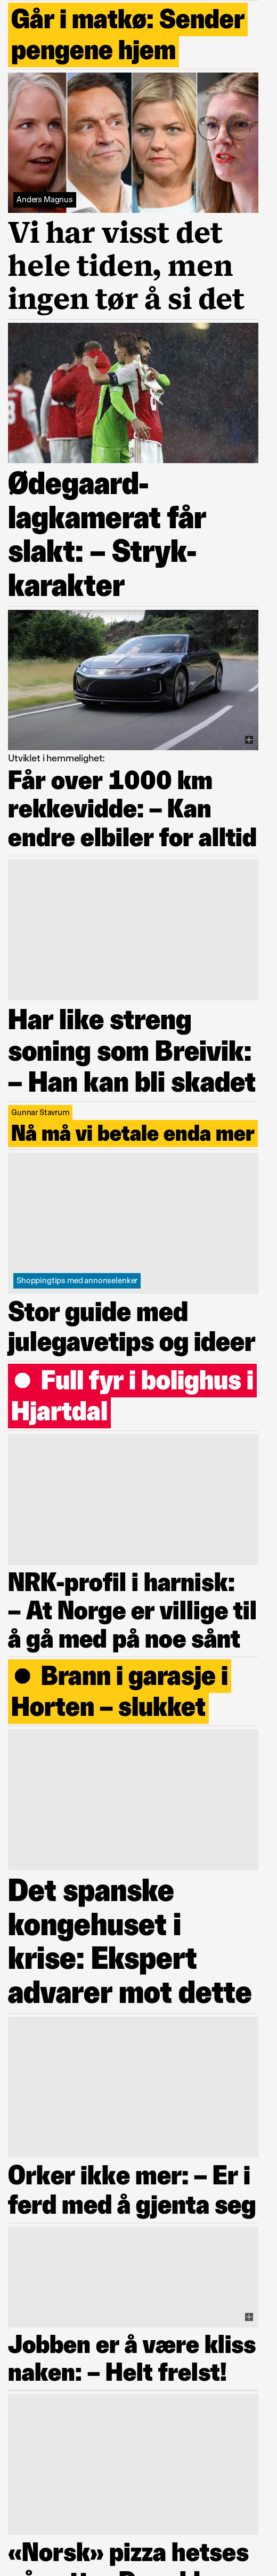 Går i matkø: Sender
pengene hjem
Anders Magnus
Vi har visst det
hele tiden, men
ingen tør å si det
Ødegaard-
lagkamerat får
slakt: – Stryk-
karakter
Utviklet i hemmelighet:
Får over 1000 km
rekkevidde: – Kan
endre elbiler for alltid
Har like streng
soning som Breivik:
– Han kan bli skadet
Gunnar Stavrum
Nå må vi betale enda mer
Shoppingtips med annonselenker
Stor guide med
julegavetips og ideer
Full fyr i bolighus i
Hjartdal
NRK-profil i harnisk:
– At Norge er villige til
å gå med på noe sånt
Brann i garasje i
Horten – slukket
Det spanske
kongehuset i
krise: Ekspert
advarer mot dette
Orker ikke mer: – Er i
ferd med å gjenta seg
Jobben er å være kliss
naken: – Helt frelst!
«Norsk» pizza hetses